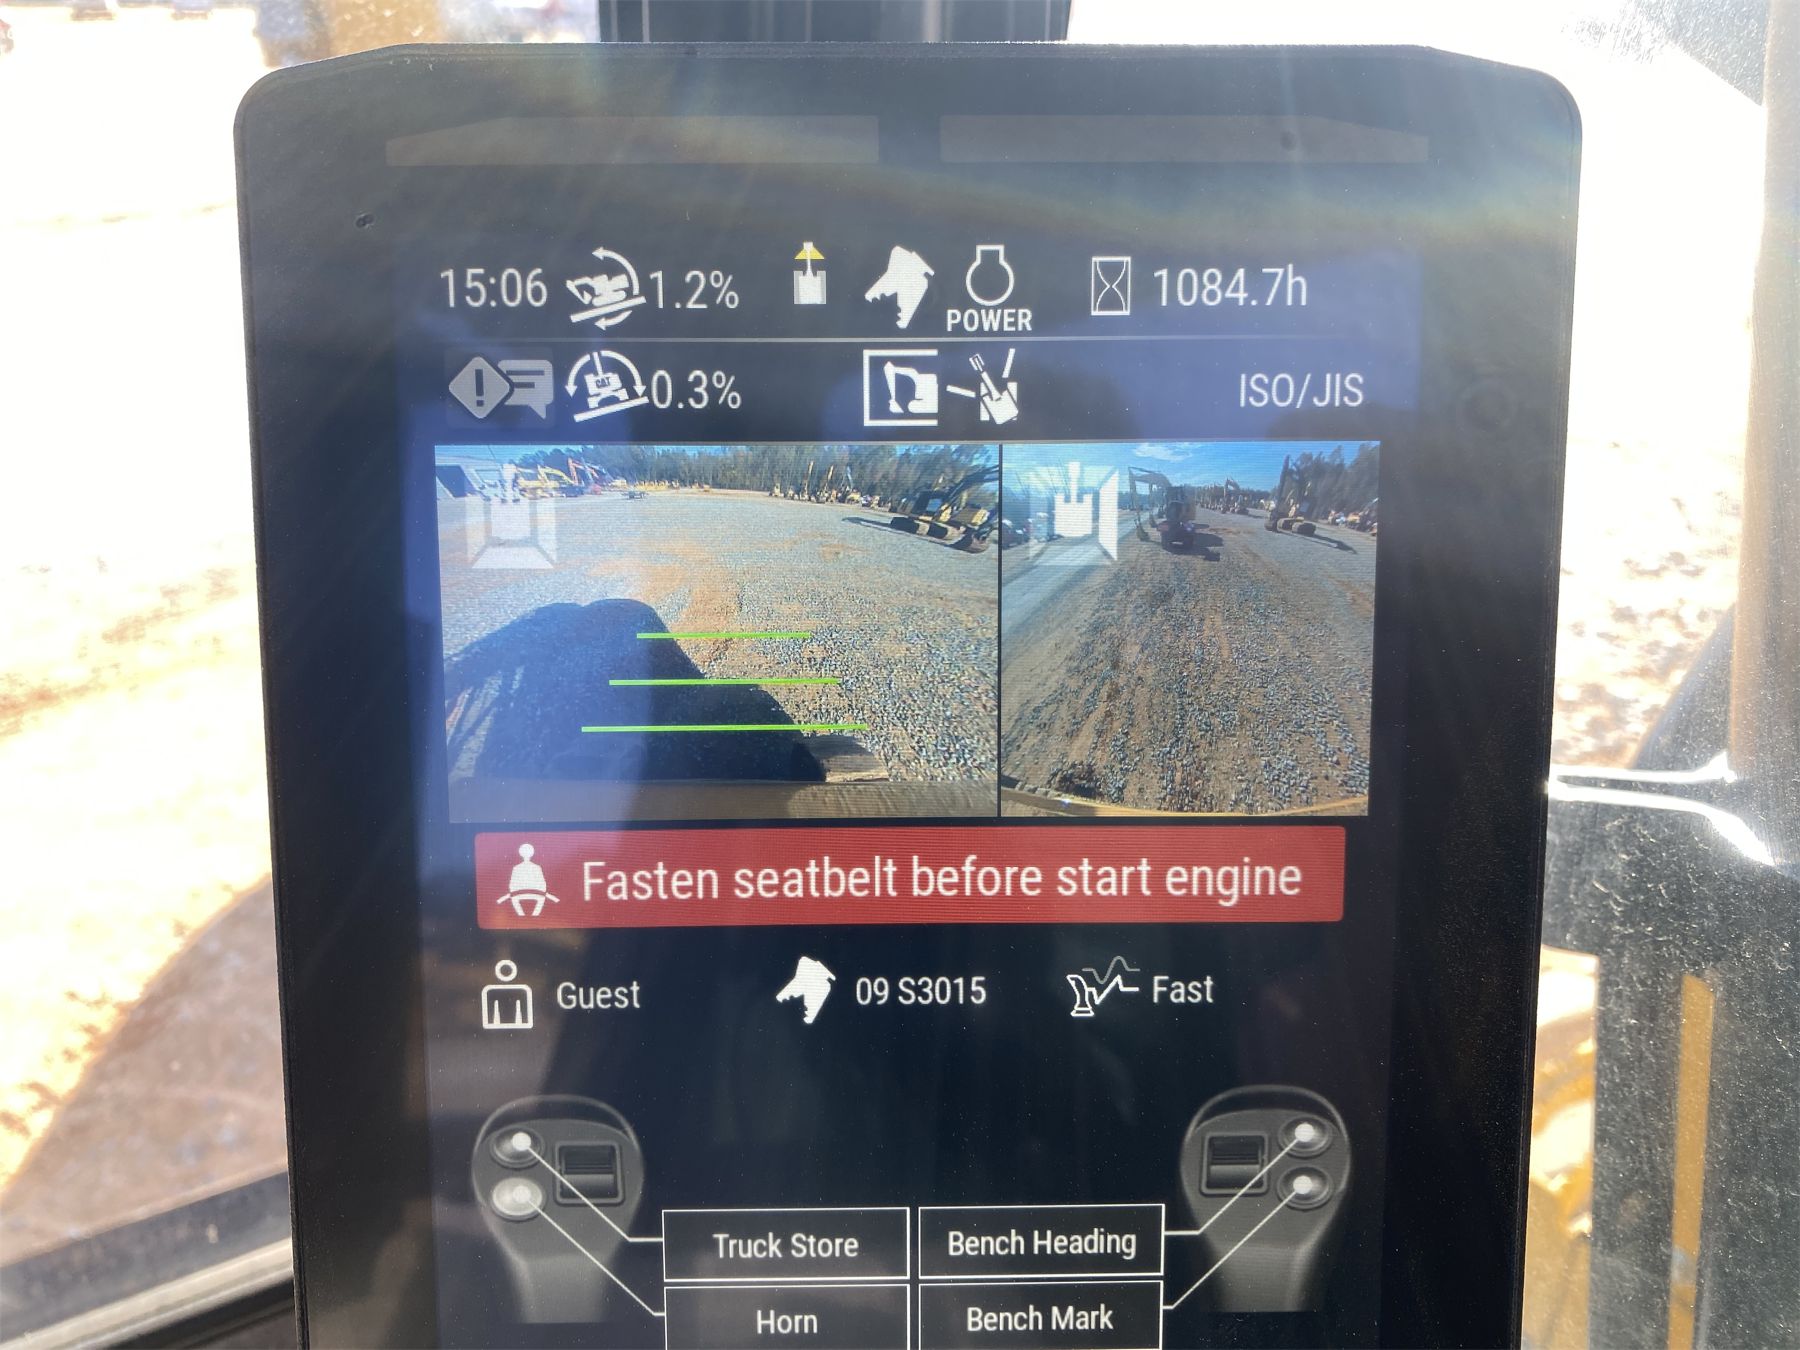 15:06 1.2% POWER 1084.7h
CAT 0.3% ISO/JIS
Fasten seatbelt before start engine
Guest 09 S3015 Fast
Truck Store Bench Heading
Horn Bench Mark